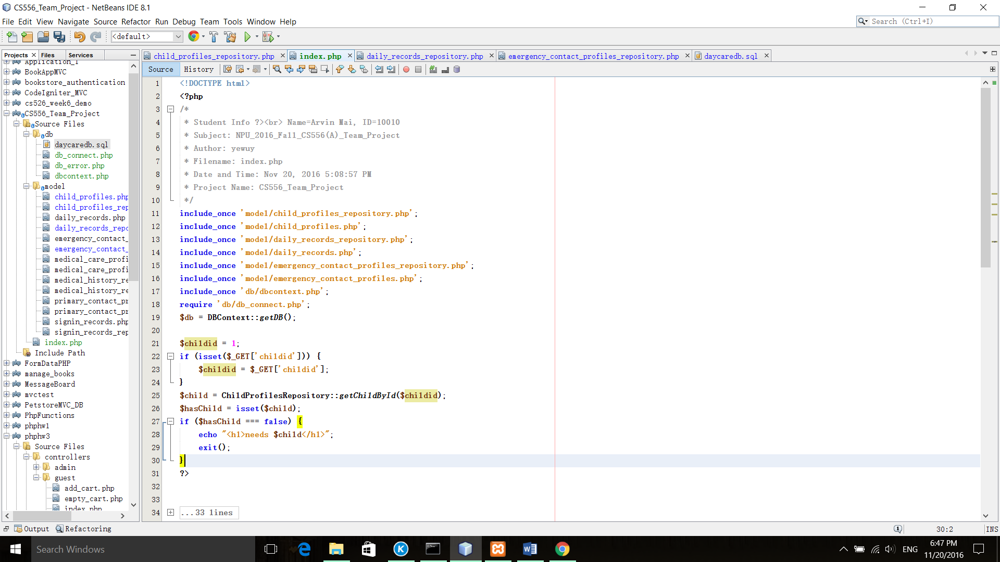 CS556_Team_Project - NetBeans IDE 8.1
File Edit View Navigate Source Refactor Run Debug Team Tools Window Help
Search (Ctrl+I)
<default>
Projects Files Services
child_profiles_repository.php index.php daily_records_repository.php emergency_contact_profiles_repository.php daycaredb.sql
Source History
Application_1
BookAppMVC
bookstore_authentication
CodeIgniter_MVC
cs526_week6_demo
CS556_Team_Project
Source Files
db
daycaredb.sql
db_connect.php
db_error.php
dbcontext.php
model
child_profiles.php
child_profiles_rep
daily_records.php
daily_records_repo
emergency_contact_
emergency_contact_
medical_care_profi
medical_care_profi
medical_history_re
medical_history_re
primary_contact_pr
primary_contact_pr
signin_records.php
signin_records_rep
index.php
Include Path
FormDataPHP
manage_books
MessageBoard
mvctest
PetstoreMVC_DB
PhpFunctions
phphw1
phphw3
Source Files
controllers
admin
guest
add_cart.php
empty_cart.php
index.php
1 <!DOCTYPE html>
2 <?php
3 /*
4 * Student Info ?><br> Name=Arvin Mai, ID=10010
5 * Subject: NPU_2016_Fall_CS556(A)_Team_Project
6 * Author: yewuy
7 * Filename: index.php
8 * Date and Time: Nov 20, 2016 5:08:57 PM
9 * Project Name: CS556_Team_Project
10 */
11 include_once 'model/child_profiles_repository.php';
12 include_once 'model/child_profiles.php';
13 include_once 'model/daily_records_repository.php';
14 include_once 'model/daily_records.php';
15 include_once 'model/emergency_contact_profiles_repository.php';
16 include_once 'model/emergency_contact_profiles.php';
17 include_once 'db/dbcontext.php';
18 require 'db/db_connect.php';
19 $db = DBContext::getDB();
20
21 $childid = 1;
22 if (isset($_GET['childid'])) {
23 $childid = $_GET['childid'];
24 }
25 $child = ChildProfilesRepository::getChildById($childid);
26 $hasChild = isset($child);
27 if ($hasChild === false) {
28 echo "<h1>needs $child</h1>";
29 exit();
30 }
31 ?>
32
33
34 ...33 lines
Output Refactoring
1
30:2 INS
Search Windows
ENG
6:47 PM
11/20/2016